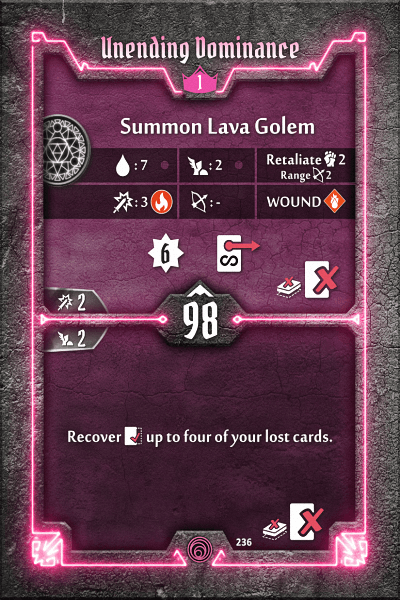 Unending Dominance
1
Summon Lava Golem
:7
:2
Retaliate 2
Range 2
:3
:-
WOUND
6
2
98
2
Recover up to four of your lost cards.
236